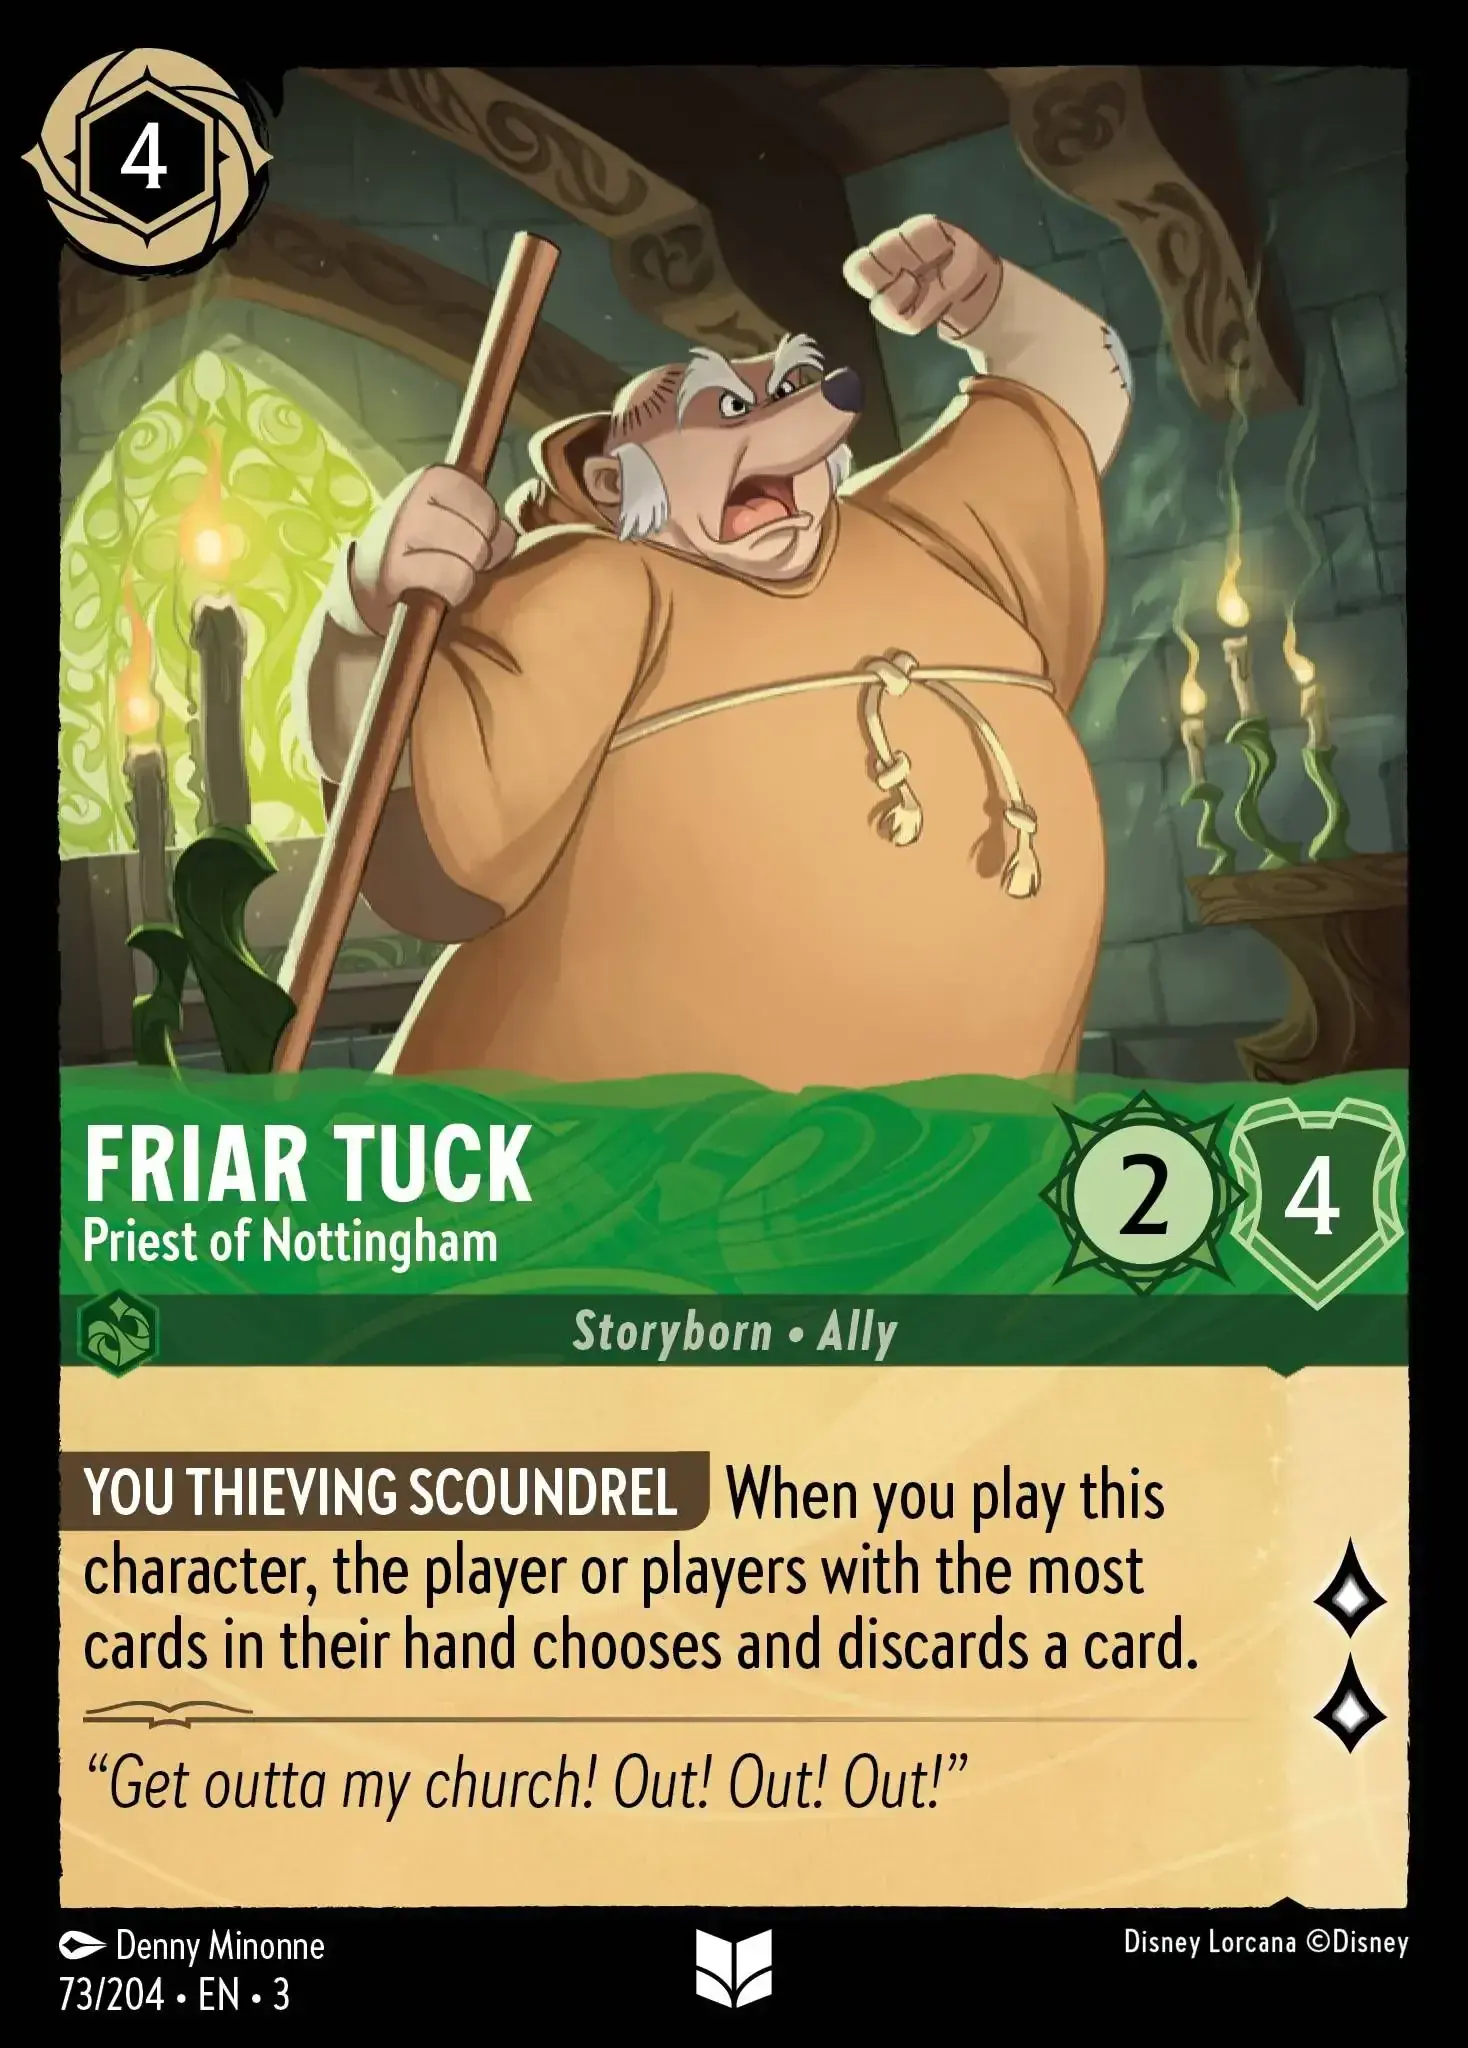 4
FRIAR TUCK
Priest of Nottingham
2
4
Storyborn • Ally
YOU THIEVING SCOUNDREL When you play this
character, the player or players with the most
cards in their hand chooses and discards a card.
“Get outta my church! Out! Out! Out!”
Denny Minonne
Disney Lorcana ©Disney
73/204 • EN • 3